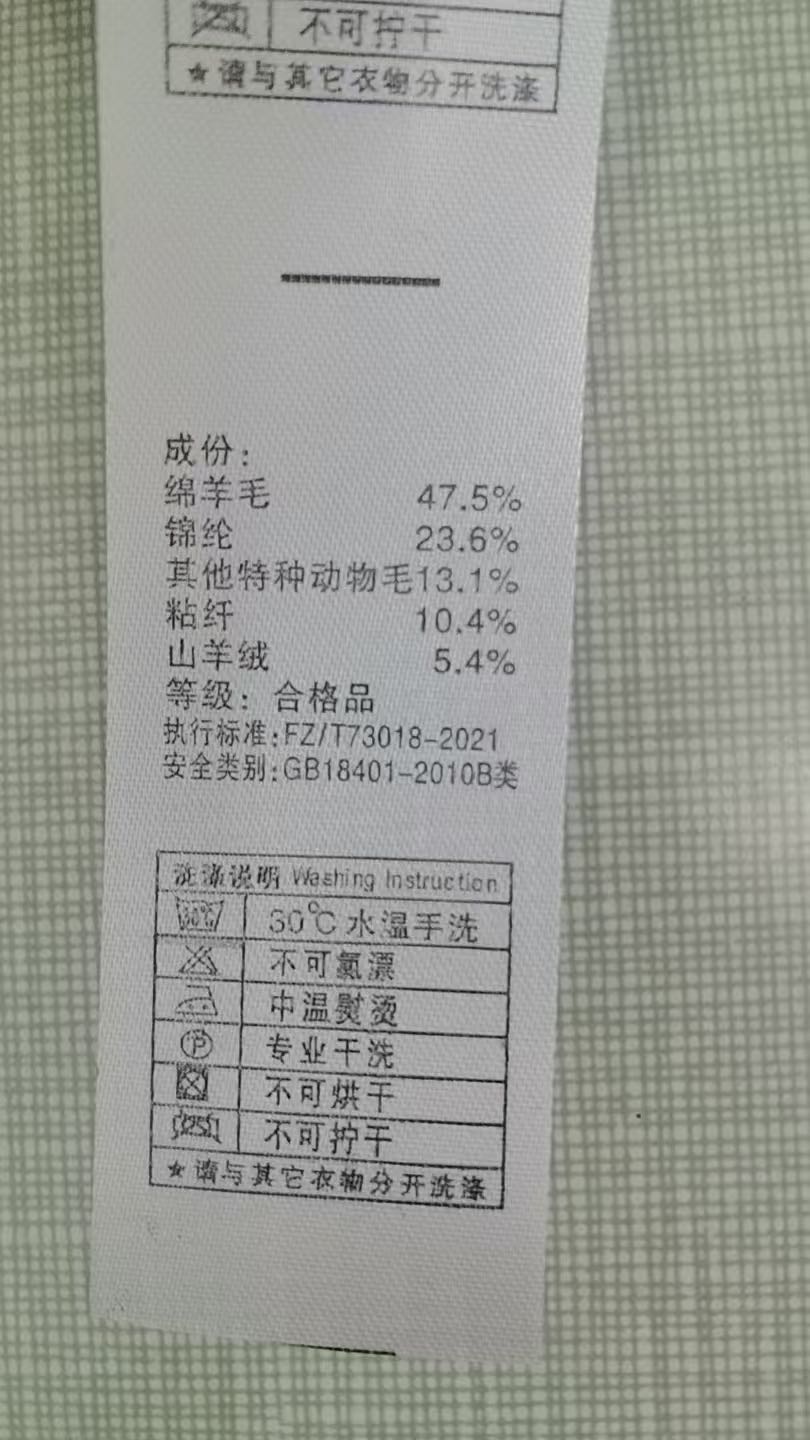 不可拧干
★请与其它衣物分开洗涤
成份:
绵羊毛 47.5%
锦纶 23.6%
其他特种动物毛13.1%
粘纤 10.4%
山羊绒 5.4%
等级: 合格品
执行标准:FZ/T73018-2021
安全类别:GB18401-2010B类
洗涤说明 Washing Instruction
30℃ 30℃水温手洗
不可氯漂
中温熨烫
P 专业干洗
不可烘干
不可拧干
★请与其它衣物分开洗涤